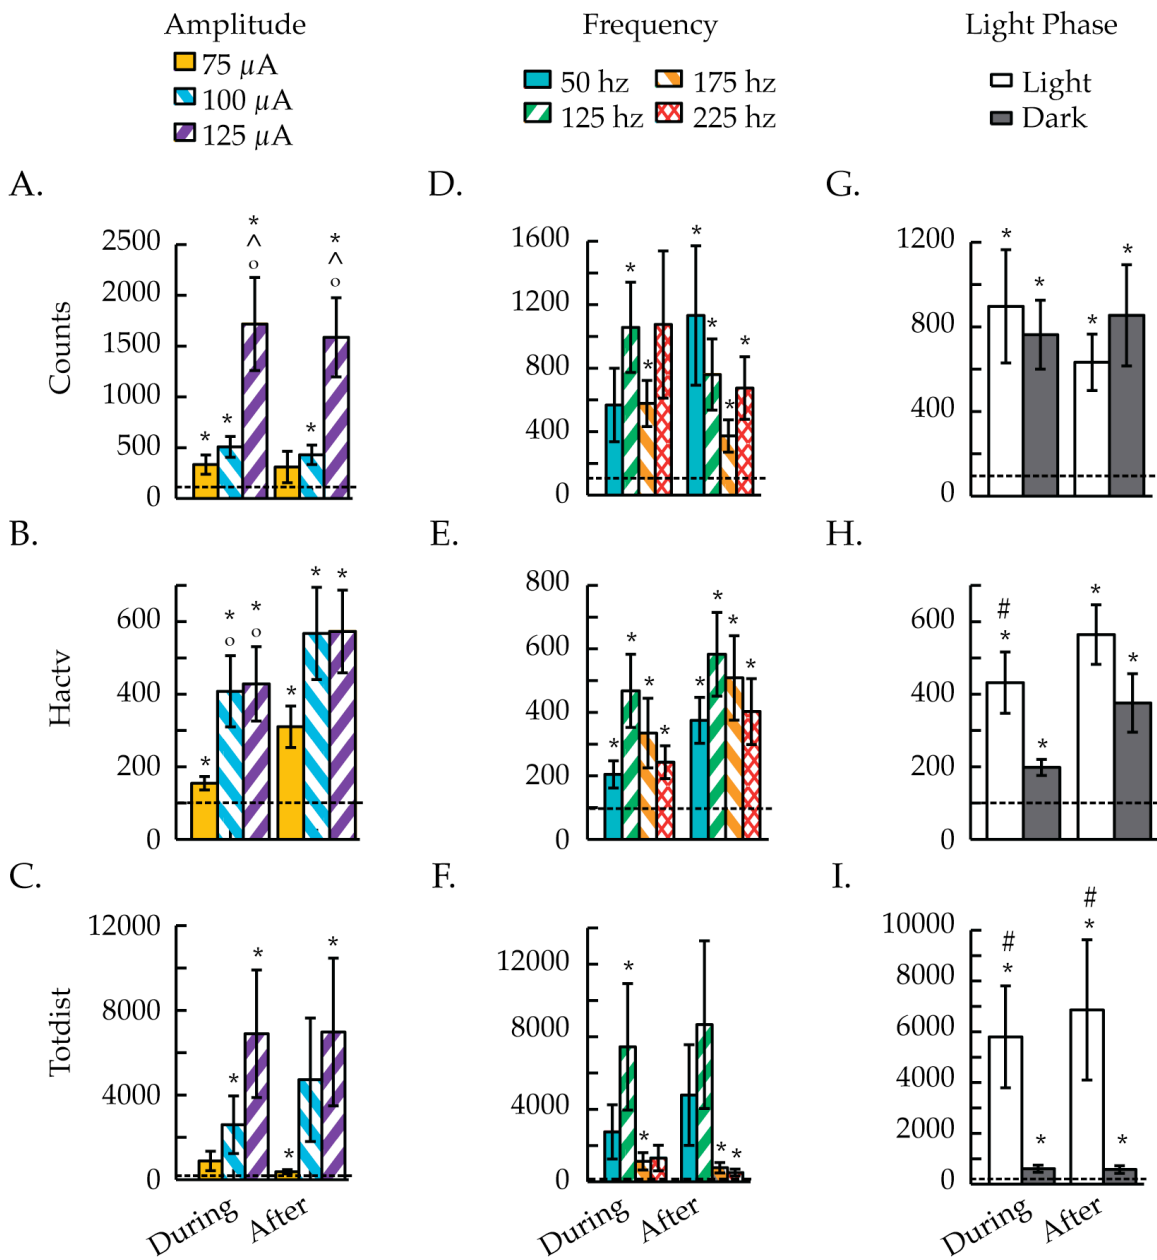 Amplitude
75 µA
100 µA
125 µA
Frequency
50 hz
175 hz
125 hz
225 hz
Light Phase
Light
Dark
A.
Counts
2500
2000
1500
1000
500
0
* * * ^ o * * ^ o
D.
1600
1200
800
400
0
* * * * * *
G.
1200
800
400
0
* * * *
B.
Hactv
600
400
200
0
* * o * o * * *
E.
800
600
400
200
0
* * * * * * * *
H.
600
400
200
0
# * * * *
C.
Totdist
12000
8000
4000
0
* * * *
During
After
F.
12000
8000
4000
0
* * * *
During
After
I.
10000
8000
6000
4000
2000
0
# * * # * *
During
After